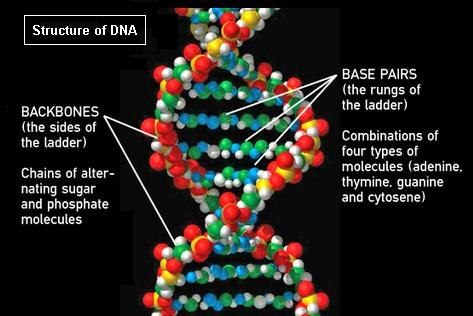 Structure of DNA
BACKBONES
(the sides of
the ladder)
Chains of alter-
nating sugar
and phosphate
molecules
BASE PAIRS
(the rungs of
the ladder)
Combinations of
four types of
molecules (adenine,
thymine, guanine
and cytosene)